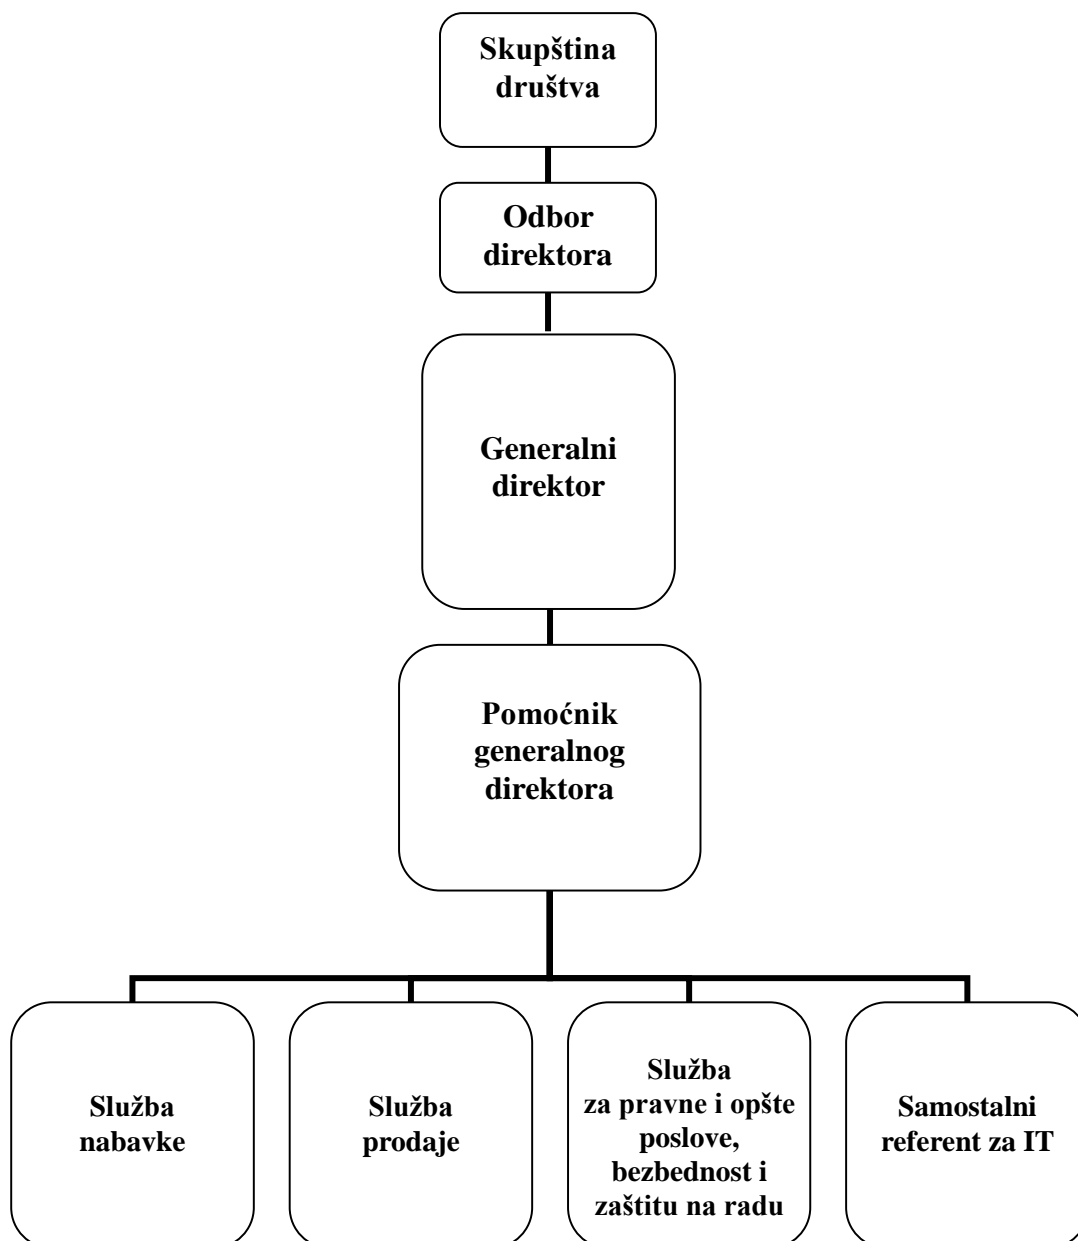 Skupština
društva
Odbor
direktora
Generalni
direktor
Pomoćnik
generalnog
direktora
Služba
nabavke
Služba
prodaje
Služba
za pravne i opšte
poslove,
bezbednost i
zaštitu na radu
Samostalni
referent za IT